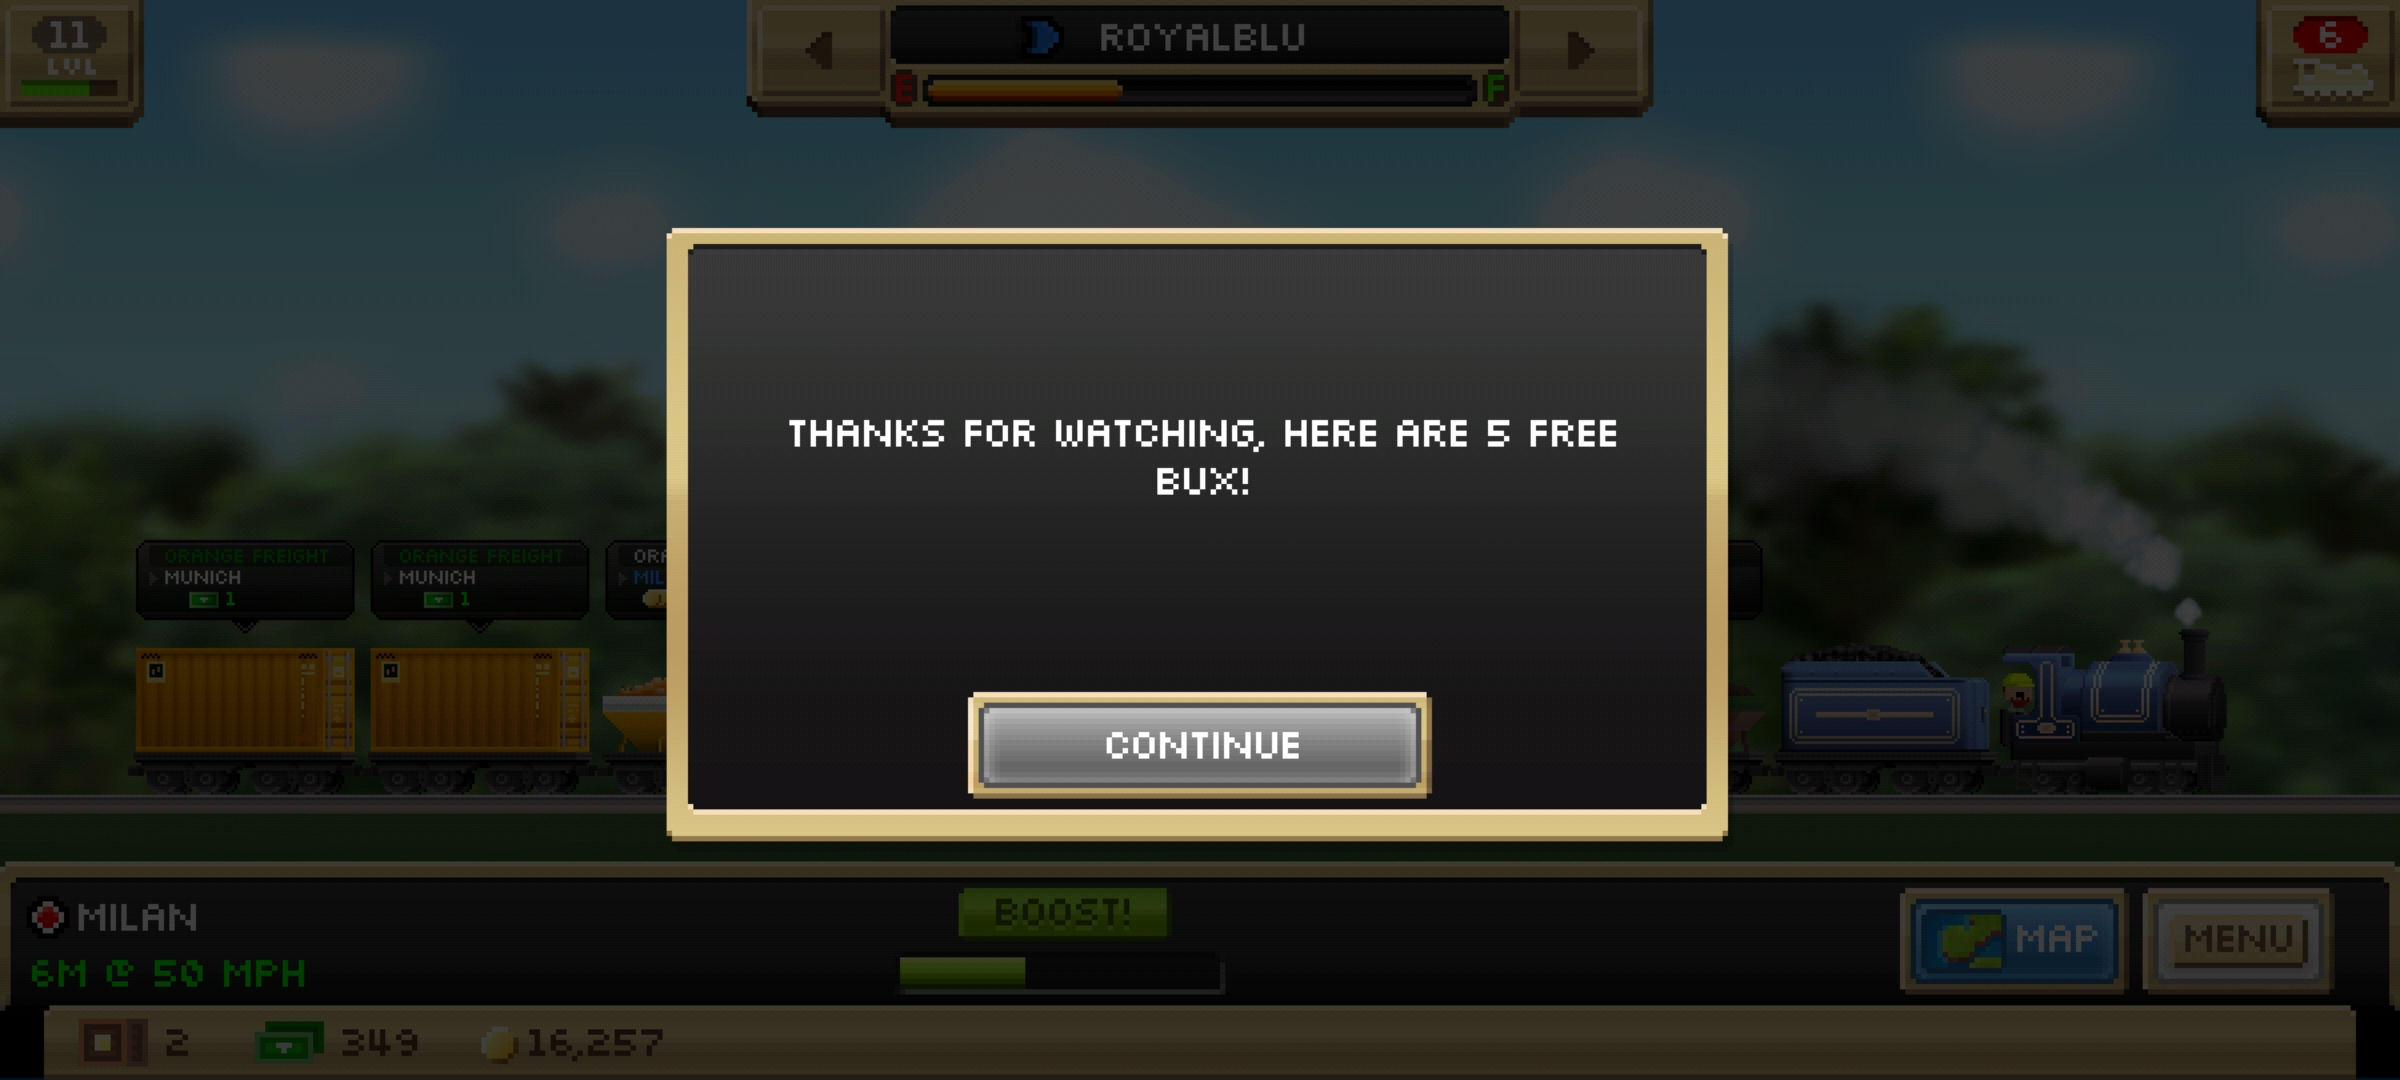 11
LVL
ROYALBLU
E F
6
THANKS FOR WATCHING, HERE ARE 5 FREE
BUX!
CONTINUE
ORANGE FREIGHT
MUNICH
1
ORANGE FREIGHT
MUNICH
1
MILAN
6M @ 50 MPH
BOOST!
MAP
MENU
2 349 16,257